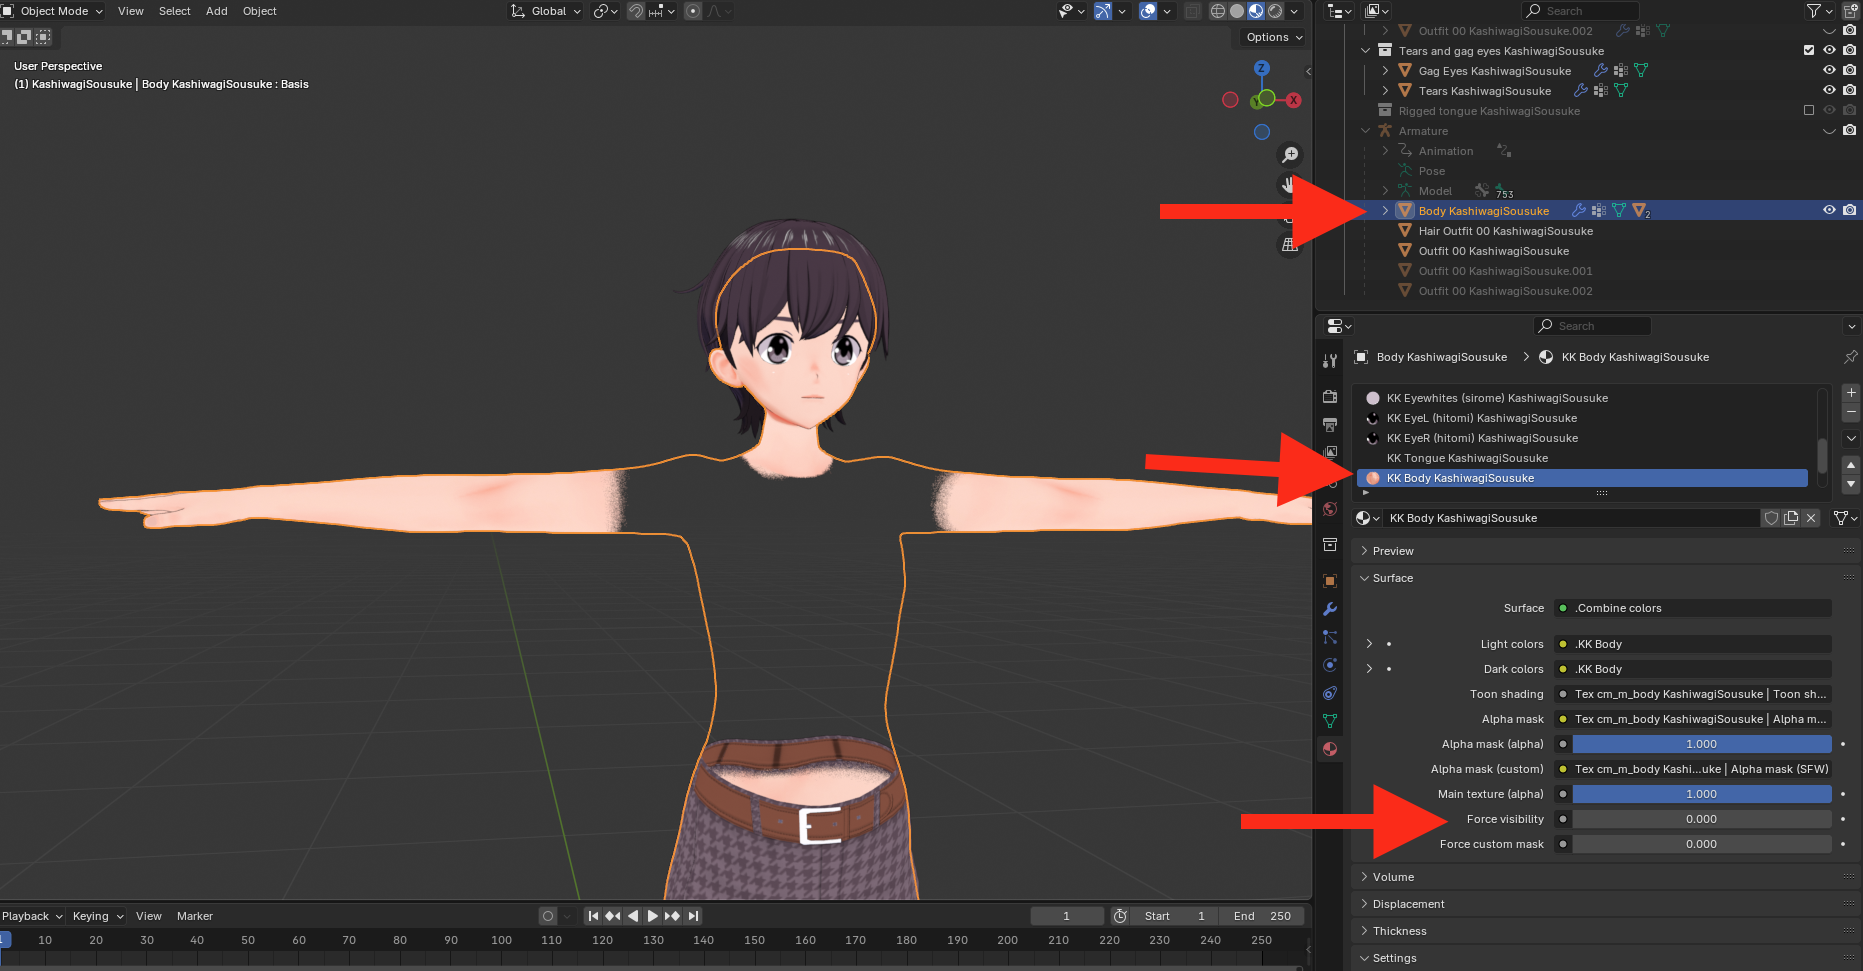 Object Mode View Select Add Object Global Search
Options
User Perspective
(1) KashiwagiSousuke | Body KashiwagiSousuke : Basis
Z
Y
X
Outfit 00 KashiwagiSousuke.002
Tears and gag eyes KashiwagiSousuke
Gag Eyes KashiwagiSousuke
Tears KashiwagiSousuke
Rigged tongue KashiwagiSousuke
Armature
Animation
Pose
Model 753
Body KashiwagiSousuke 2
Hair Outfit 00 KashiwagiSousuke
Outfit 00 KashiwagiSousuke
Outfit 00 KashiwagiSousuke.001
Outfit 00 KashiwagiSousuke.002
Search
Body KashiwagiSousuke > KK Body KashiwagiSousuke
KK Eyewhites (sirome) KashiwagiSousuke
KK EyeL (hitomi) KashiwagiSousuke
KK EyeR (hitomi) KashiwagiSousuke
KK Tongue KashiwagiSousuke
KK Body KashiwagiSousuke
KK Body KashiwagiSousuke
Preview
Surface
Surface .Combine colors
Light colors .KK Body
Dark colors .KK Body
Toon shading Tex cm_m_body KashiwagiSousuke | Toon sh...
Alpha mask Tex cm_m_body KashiwagiSousuke | Alpha m...
Alpha mask (alpha) 1.000
Alpha mask (custom) Tex cm_m_body Kashi...uke | Alpha mask (SFW)
Main texture (alpha) 1.000
Force visibility 0.000
Force custom mask 0.000
Volume
Displacement
Thickness
Settings
Playback Keying View Marker 1 Start 1 End 250
1 10 20 30 40 50 60 70 80 90 100 110 120 130 140 150 160 170 180 190 200 210 220 230 240 250